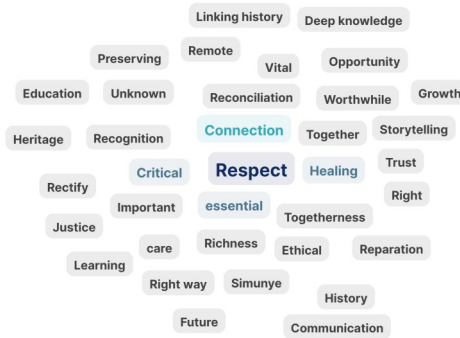 Linking history
Deep knowledge
Preserving
Remote
Vital
Opportunity
Education
Unknown
Reconciliation
Worthwhile
Growth
Heritage
Recognition
Connection
Together
Storytelling
Critical
Respect
Healing
Trust
Rectify
Important
essential
Right
Togetherness
Justice
care
Richness
Ethical
Reparation
Learning
Right way
Simunye
History
Future
Communication